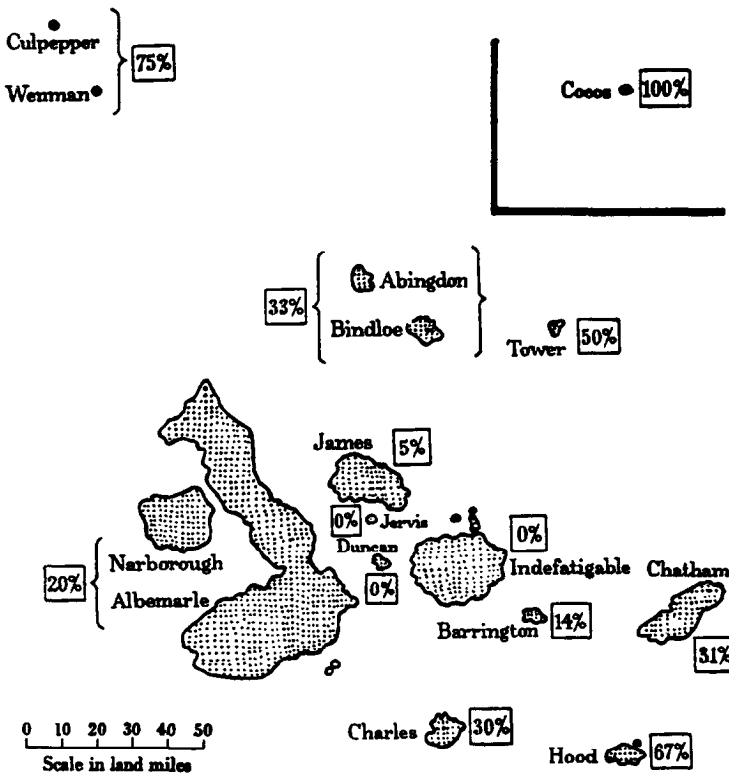 Culpepper
75%
Wenman
Cocos
100%
33%
Abingdon
Bindloe
Tower
50%
James
5%
0%
Jervis
Duncan
0%
0%
Indefatigable
Narborough
20%
Albemarle
Chatham
31%
Barrington
14%
Charles
30%
Hood
67%
0 10 20 30 40 50
Scale in land miles